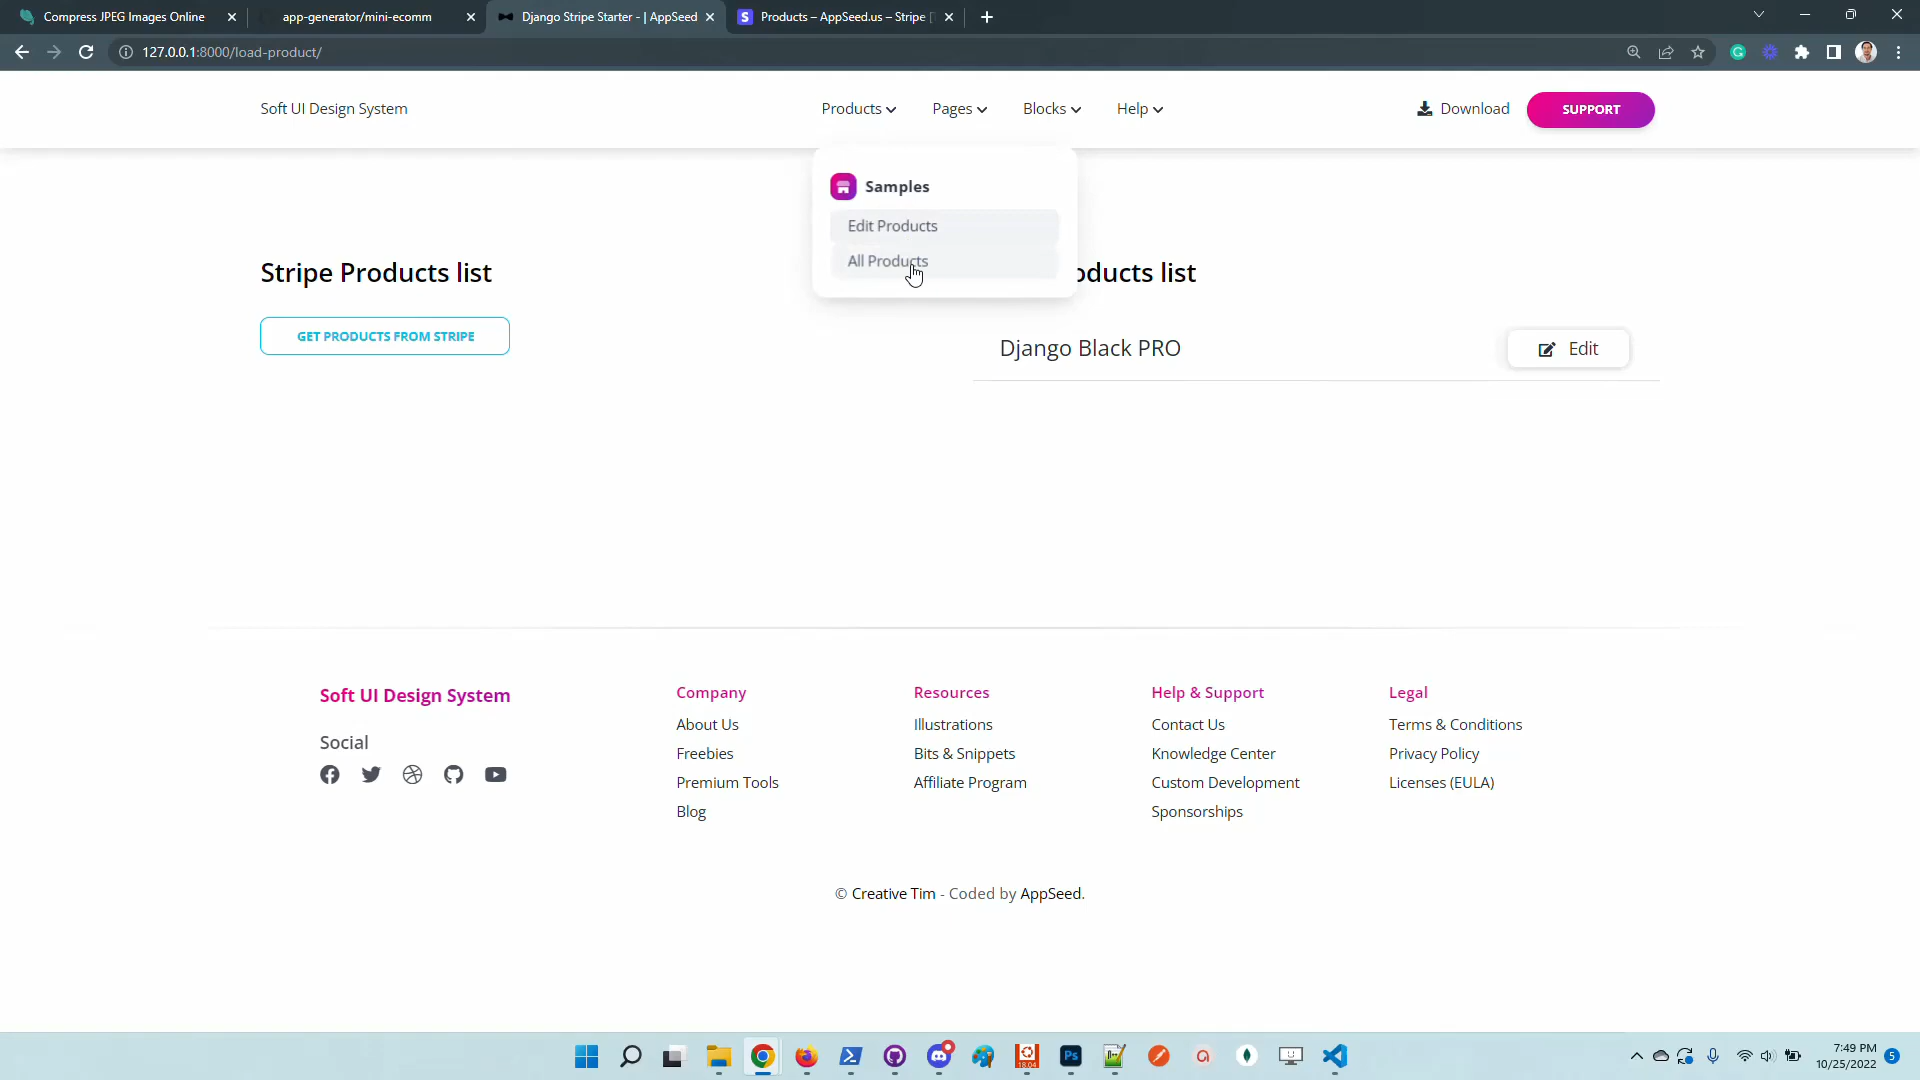 Compress JPEG Images Online
app-generator/mini-ecomm
Django Stripe Starter - | AppSeed
Products – AppSeed.us – Stripe [
127.0.0.1:8000/load-product/
Soft UI Design System
Products
Pages
Blocks
Help
Download
SUPPORT
Samples
Edit Products
All Products
Stripe Products list
GET PRODUCTS FROM STRIPE
oducts list
Django Black PRO
Edit
Soft UI Design System
Social
Company
About Us
Freebies
Premium Tools
Blog
Resources
Illustrations
Bits & Snippets
Affiliate Program
Help & Support
Contact Us
Knowledge Center
Custom Development
Sponsorships
Legal
Terms & Conditions
Privacy Policy
Licenses (EULA)
© Creative Tim - Coded by AppSeed.
18.04
Ps
7:49 PM
10/25/2022
5